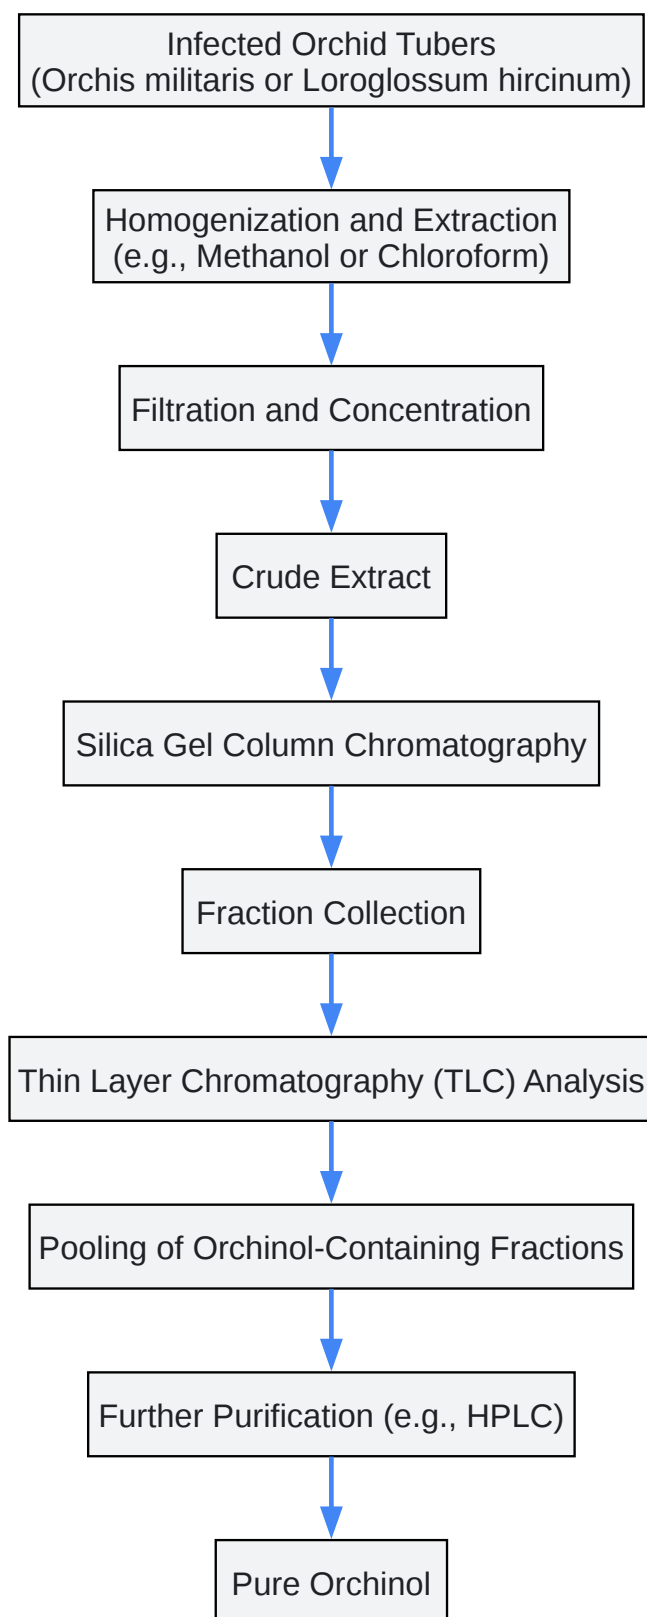 Infected Orchid Tubers
(Orchis militaris or Loroglossum hircinum)
Homogenization and Extraction
(e.g., Methanol or Chloroform)
Filtration and Concentration
Crude Extract
Silica Gel Column Chromatography
Fraction Collection
Thin Layer Chromatography (TLC) Analysis
Pooling of Orchinol-Containing Fractions
Further Purification (e.g., HPLC)
Pure Orchinol